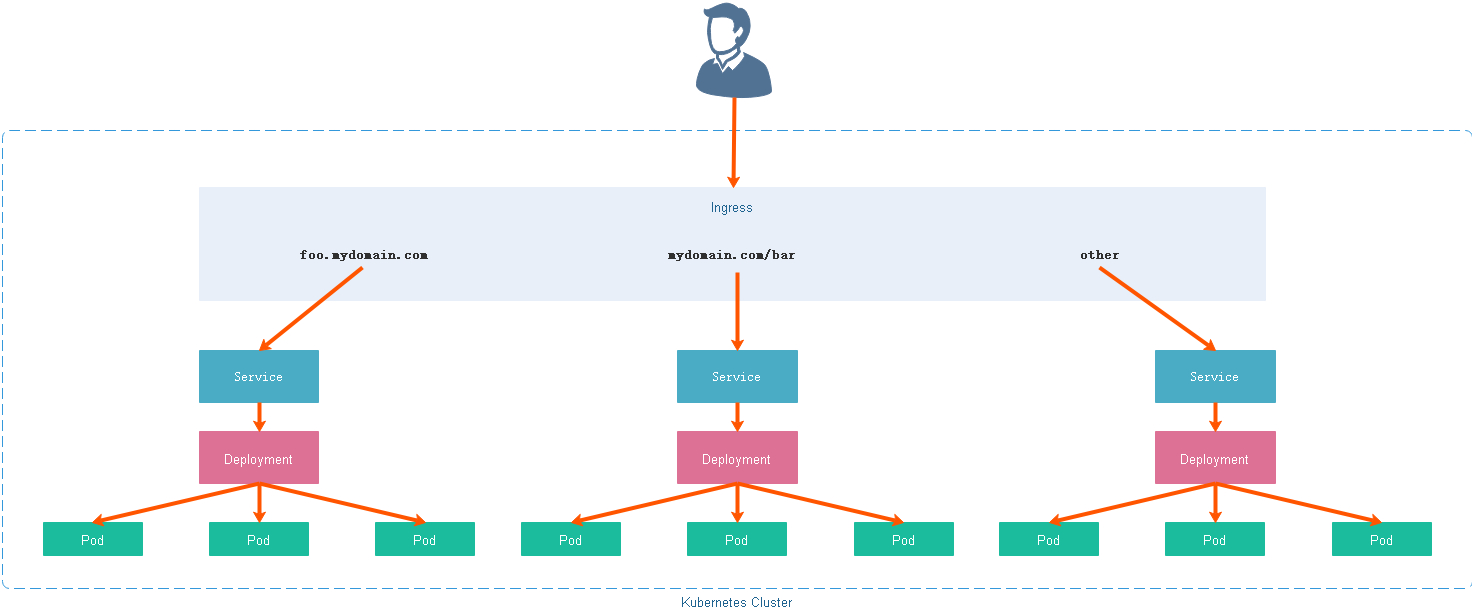 Ingress
foo.mydomain.com
mydomain.com/bar
other
Service
Service
Service
Deployment
Deployment
Deployment
Pod
Pod
Pod
Pod
Pod
Pod
Pod
Pod
Pod
Kubernetes Cluster